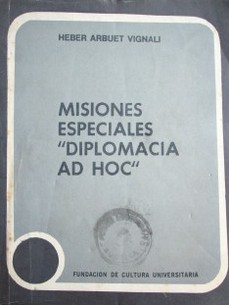 HEBER ARBUET VIGNALI
MISIONES
ESPECIALES
"DIPLOMACIA
AD HOC"
FUNDACION DE CULTURA UNIVERSITARIA